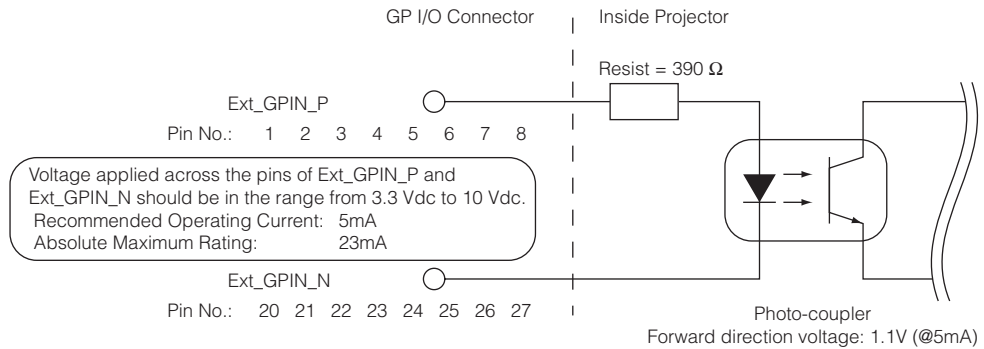 GP I/O Connector
Inside Projector
Resist = 390 Ω
Ext_GPIN_P
Pin No.: 1 2 3 4 5 6 7 8
Voltage applied across the pins of Ext_GPIN_P and
Ext_GPIN_N should be in the range from 3.3 Vdc to 10 Vdc.
Recommended Operating Current: 5mA
Absolute Maximum Rating: 23mA
Ext_GPIN_N
Pin No.: 20 21 22 23 24 25 26 27
Photo-coupler
Forward direction voltage: 1.1V (@5mA)